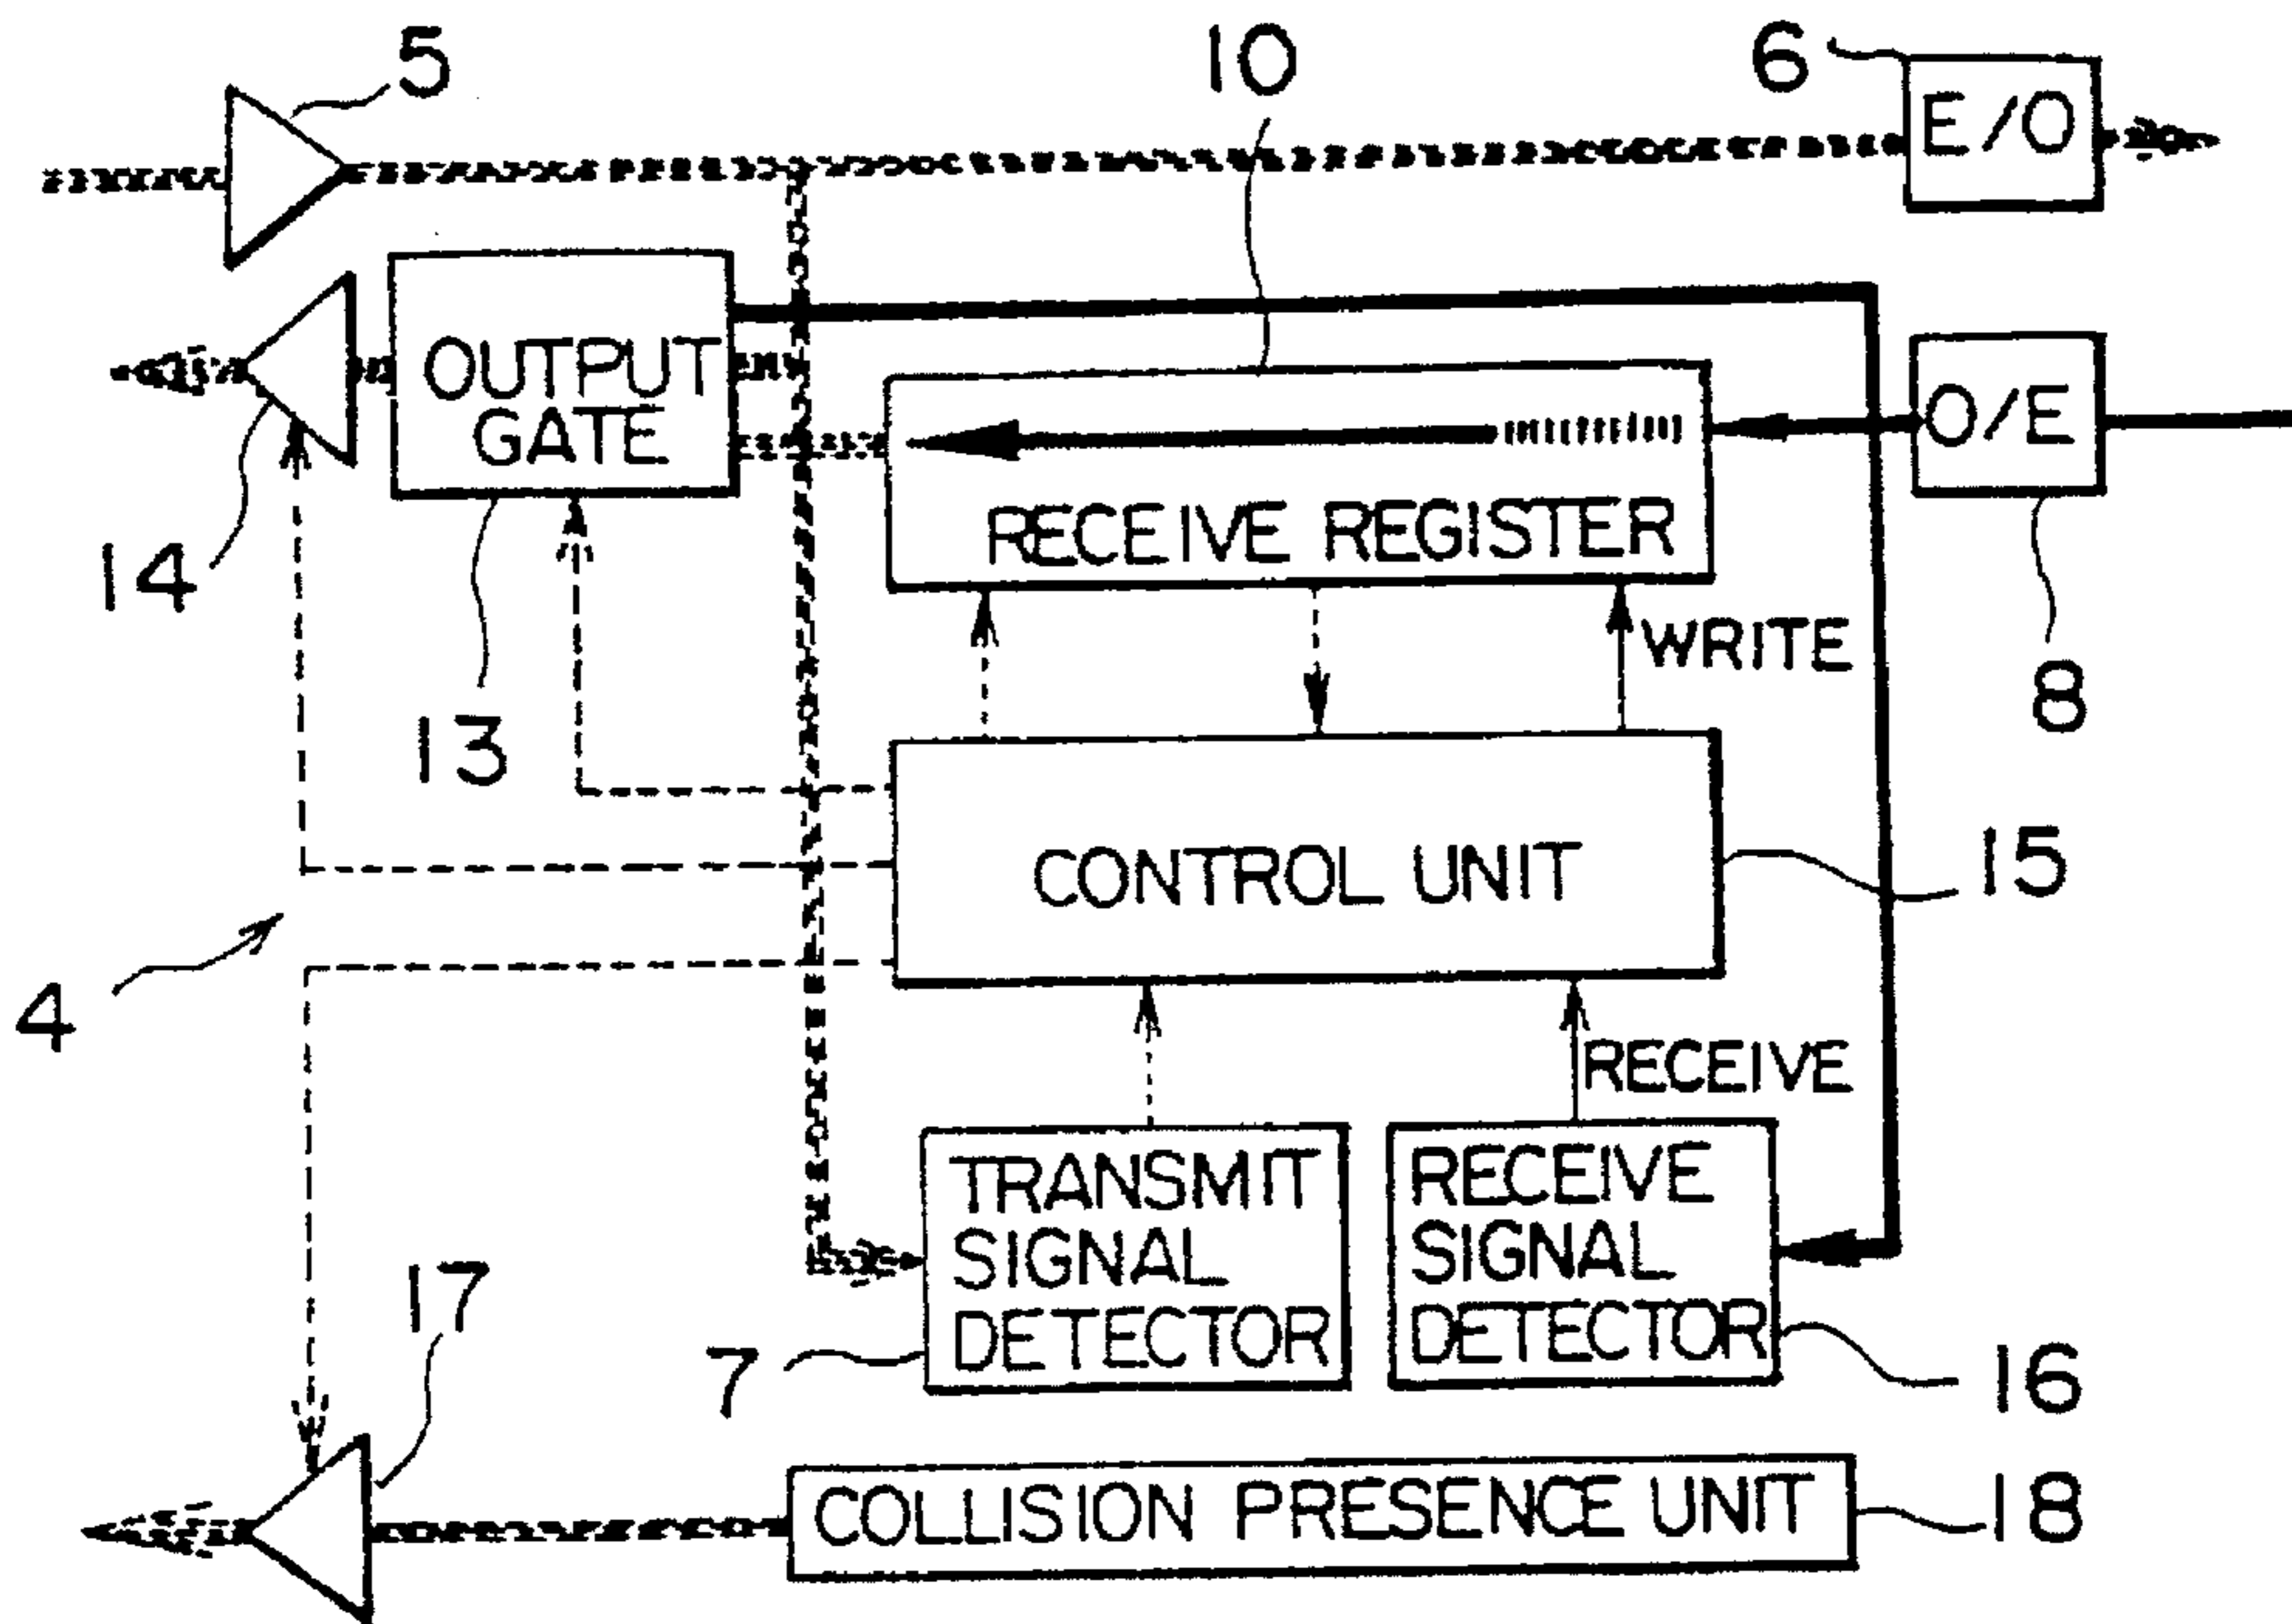 5
10
6
E/O
OUTPUT
GATE
O/E
RECEIVE REGISTER
14
13
WRITE
8
CONTROL UNIT
15
4
RECEIVE
TRANSMIT
SIGNAL
DETECTOR
RECEIVE
SIGNAL
DETECTOR
17
7
16
COLLISION PRESENCE UNIT
18